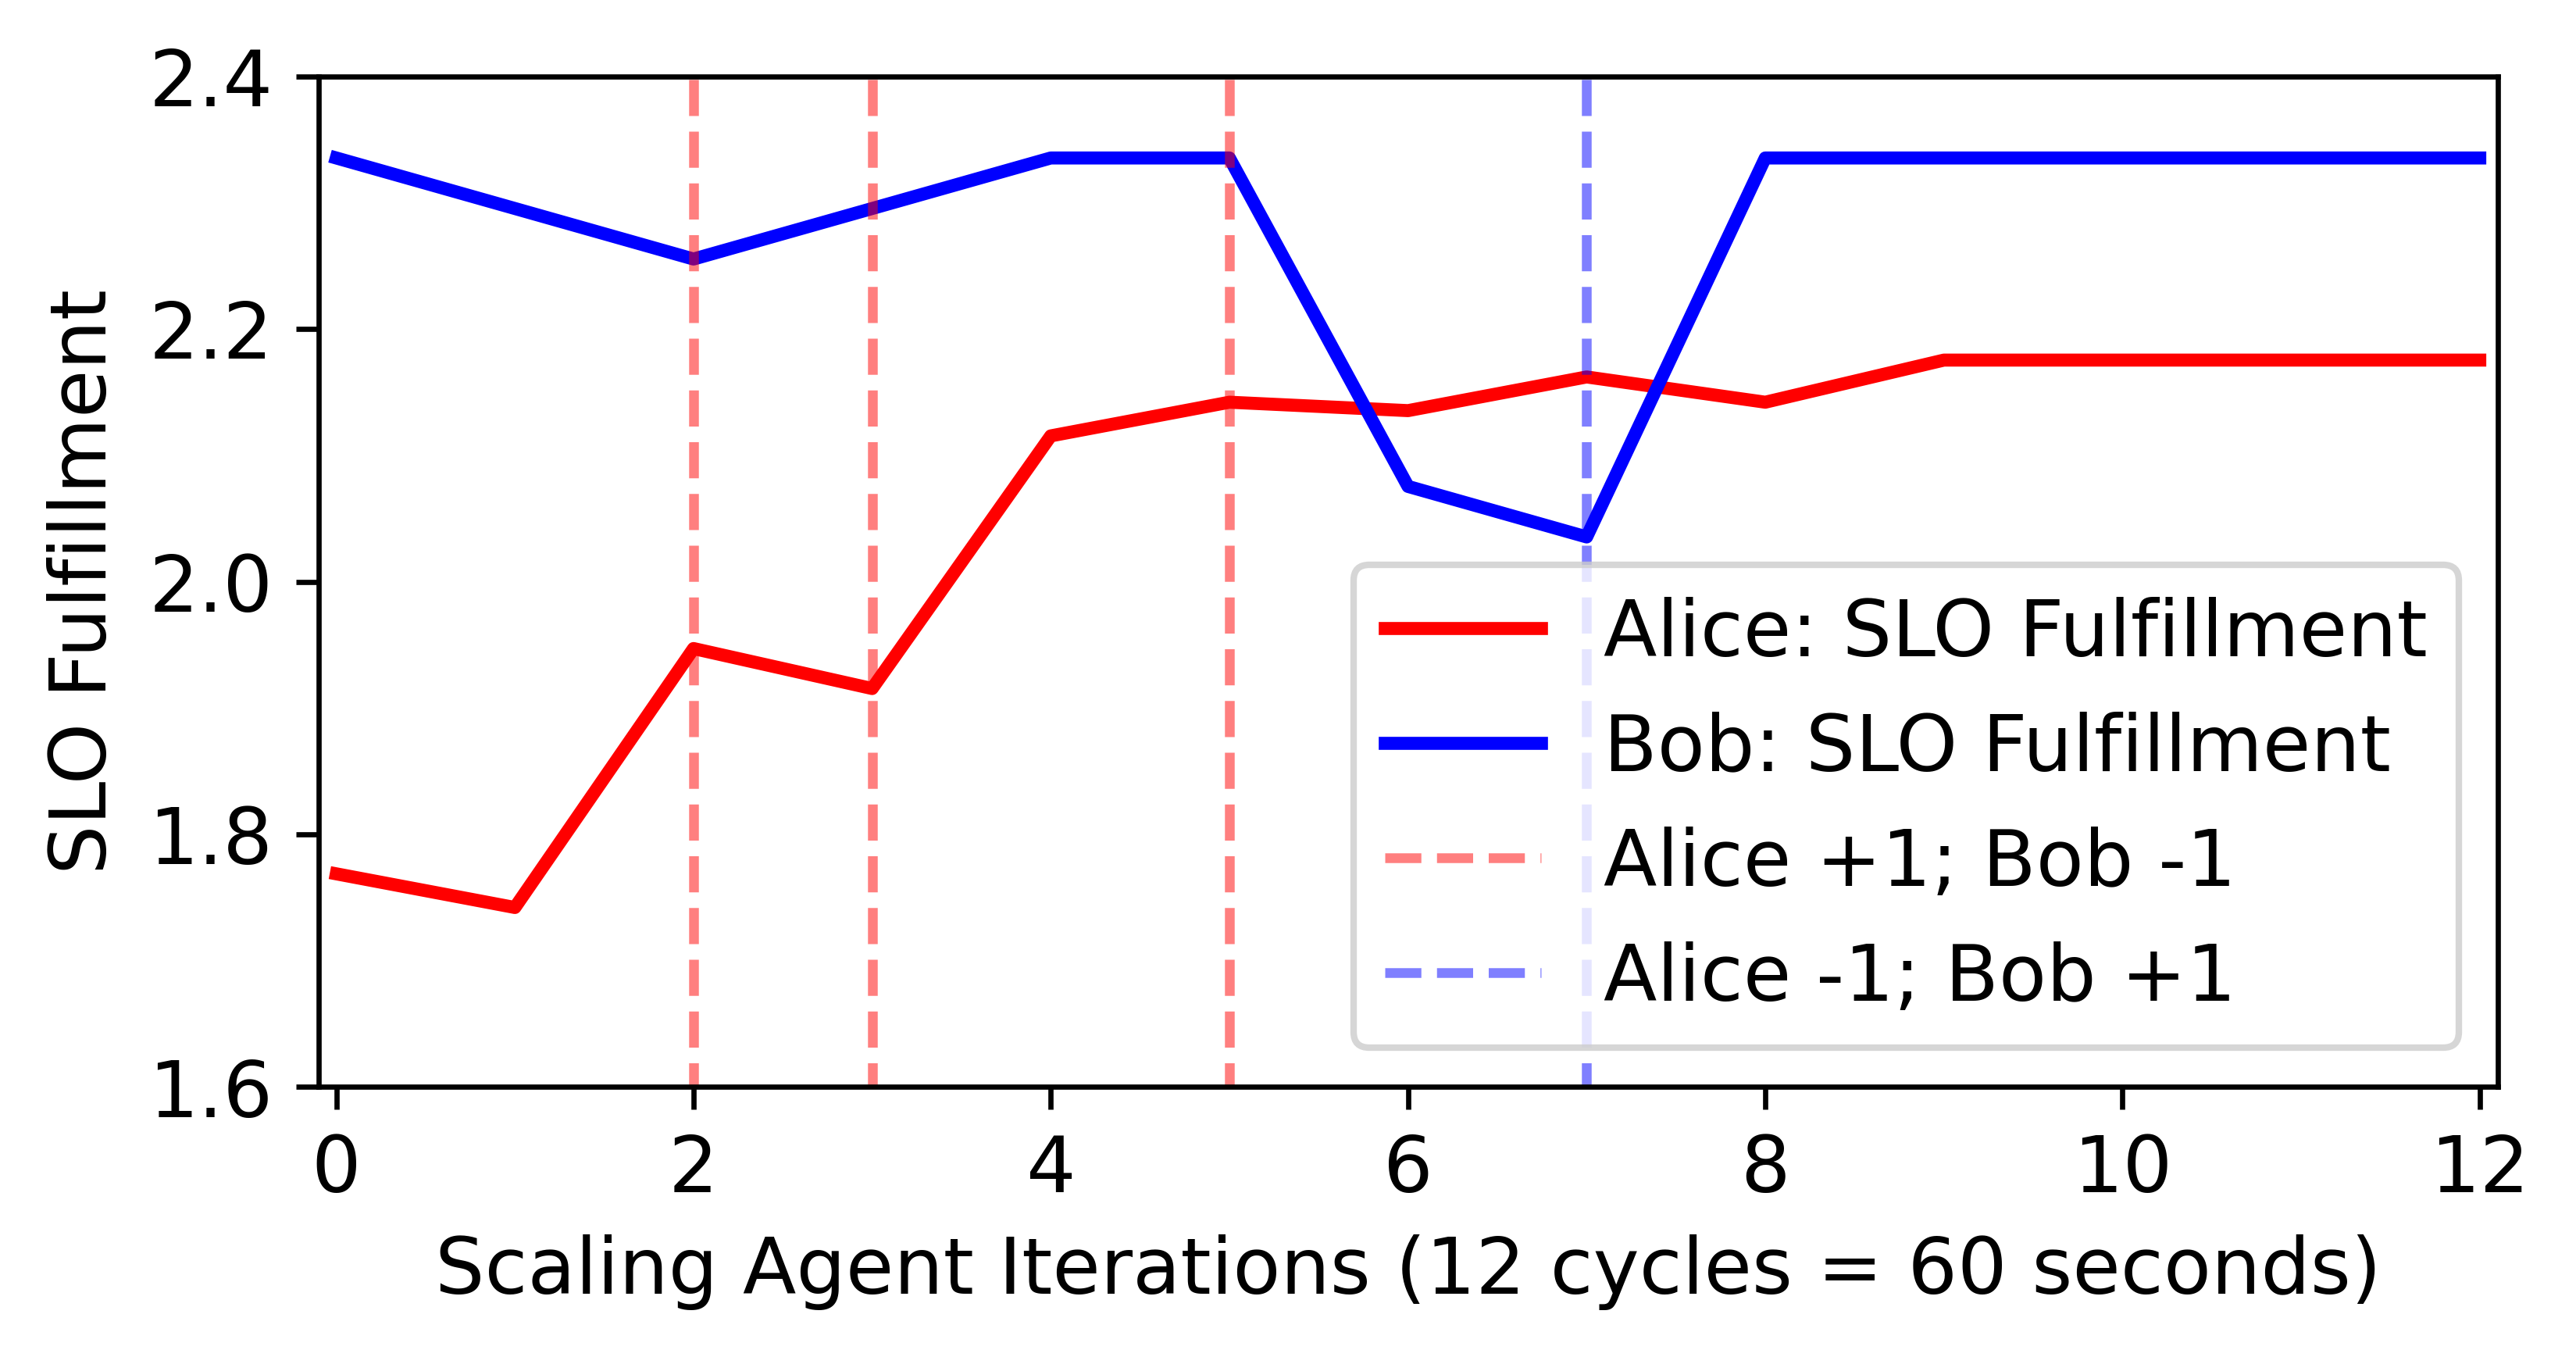 2.4
2.2
2.0
1.8
1.6
SLO Fulfillment
Alice: SLO Fulfillment
Bob: SLO Fulfillment
Alice +1; Bob -1
Alice -1; Bob +1
0 2 4 6 8 10 12
Scaling Agent Iterations (12 cycles = 60 seconds)